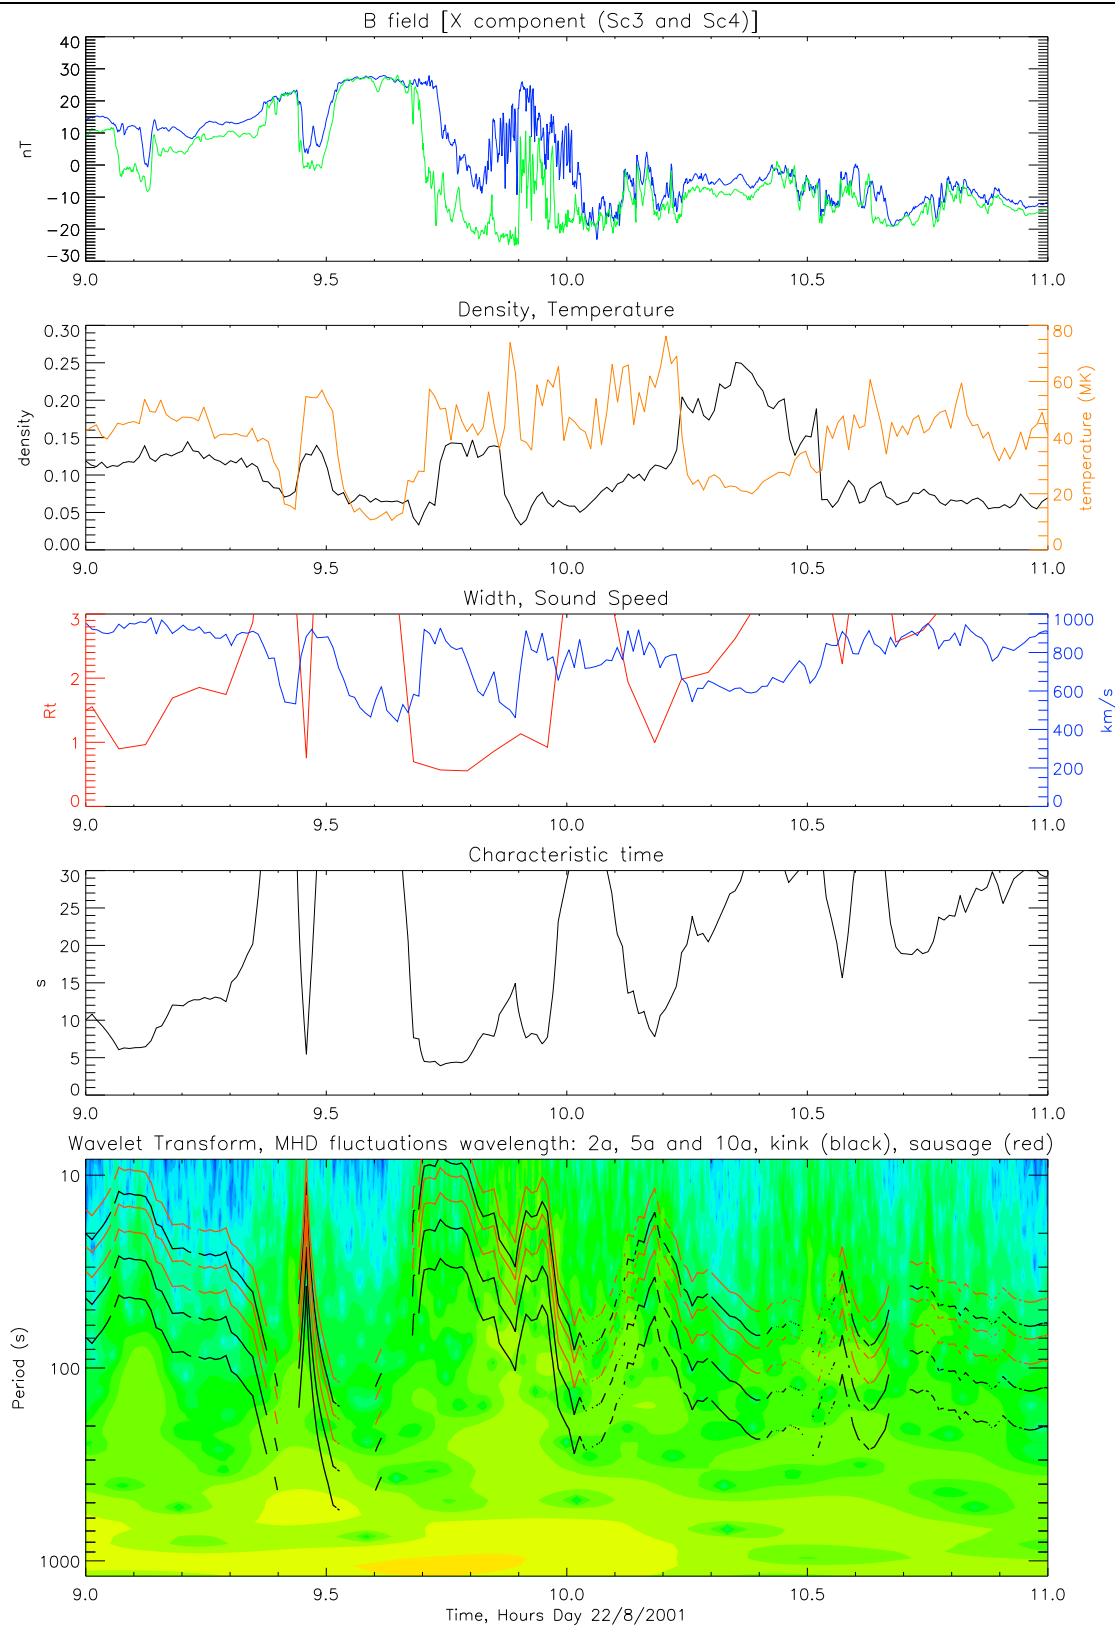 B field [X component (Sc3 and Sc4)]
40
30
20
10
0
−10
−20
−30
nT
9.0 9.5 10.0 10.5 11.0
Density, Temperature
0.30 80
0.25
60
0.20
0.15 40
0.10
20
0.05
0.00 0
density
temperature (MK)
9.0 9.5 10.0 10.5 11.0
Width, Sound Speed
3 1000
800
2
600
1 400
200
0 0
Rt
km/s
9.0 9.5 10.0 10.5 11.0
Characteristic time
30
25
20
15
10
5
0
s
9.0 9.5 10.0 10.5 11.0
Wavelet Transform, MHD fluctuations wavelength: 2a, 5a and 10a, kink (black), sausage (red)
10
100
1000
Period (s)
9.0 9.5 10.0 10.5 11.0
Time, Hours Day 22/8/2001